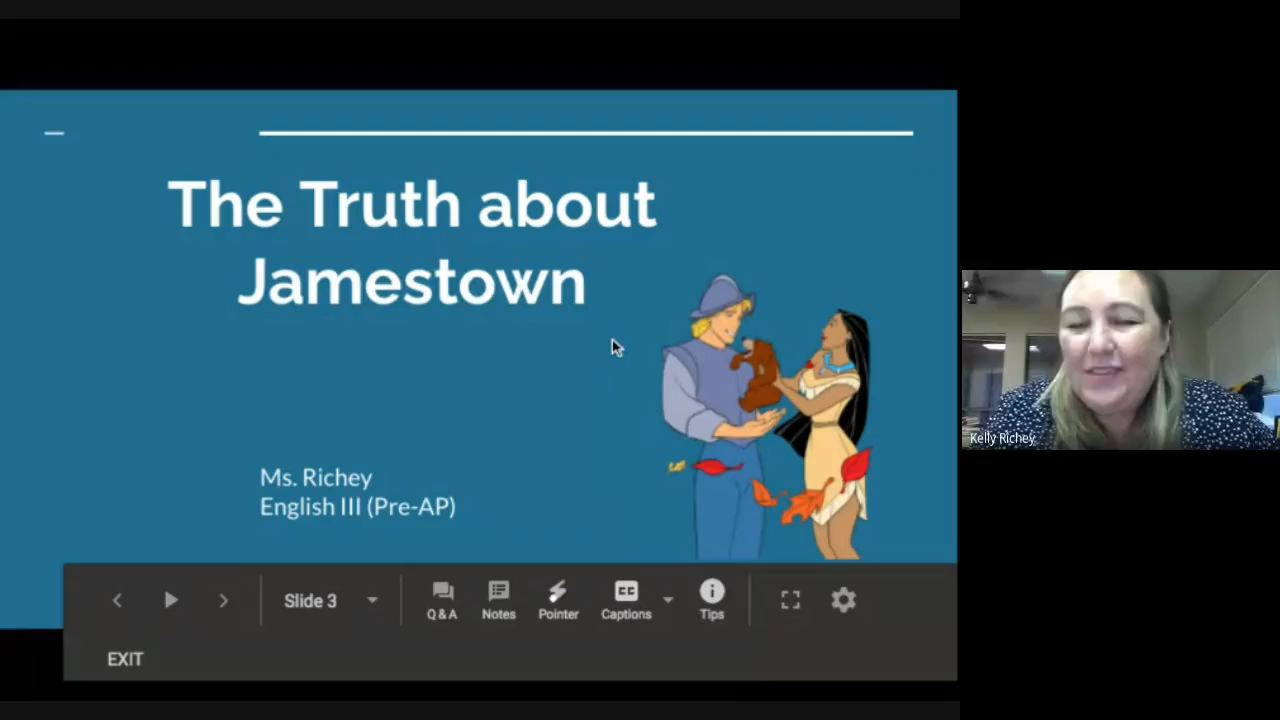 The Truth about
Jamestown
Ms. Richey
English III (Pre-AP)
Slide 3
Q & A
Notes
Pointer
CC
Captions
Tips
EXIT
Kelly Richey